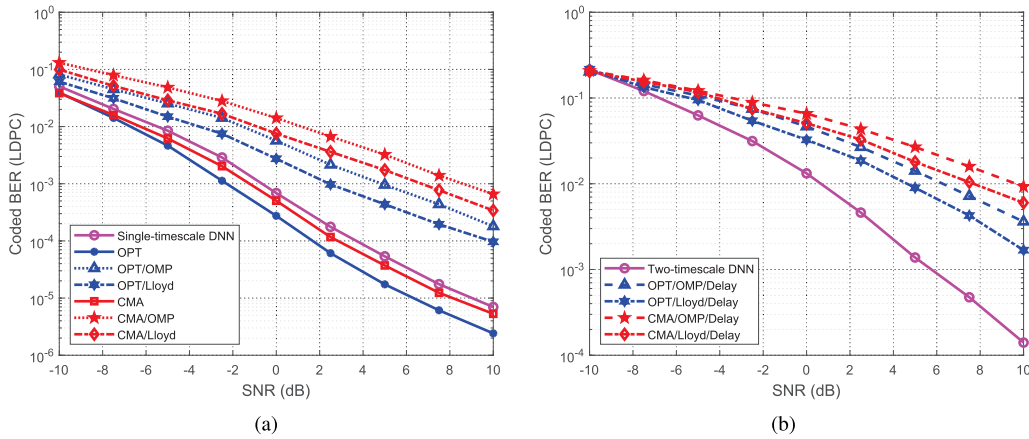 10^0
10^-1
10^-2
10^-3
10^-4
10^-5
10^-6
Coded BER (LDPC)
Single-timescale DNN
OPT
OPT/OMP
OPT/Lloyd
CMA
CMA/OMP
CMA/Lloyd
-10 -8 -6 -4 -2 0 2 4 6 8 10
SNR (dB)
(a)
10^0
10^-1
10^-2
10^-3
10^-4
Coded BER (LDPC)
Two-timescale DNN
OPT/OMP/Delay
OPT/Lloyd/Delay
CMA/OMP/Delay
CMA/Lloyd/Delay
-10 -8 -6 -4 -2 0 2 4 6 8 10
SNR (dB)
(b)